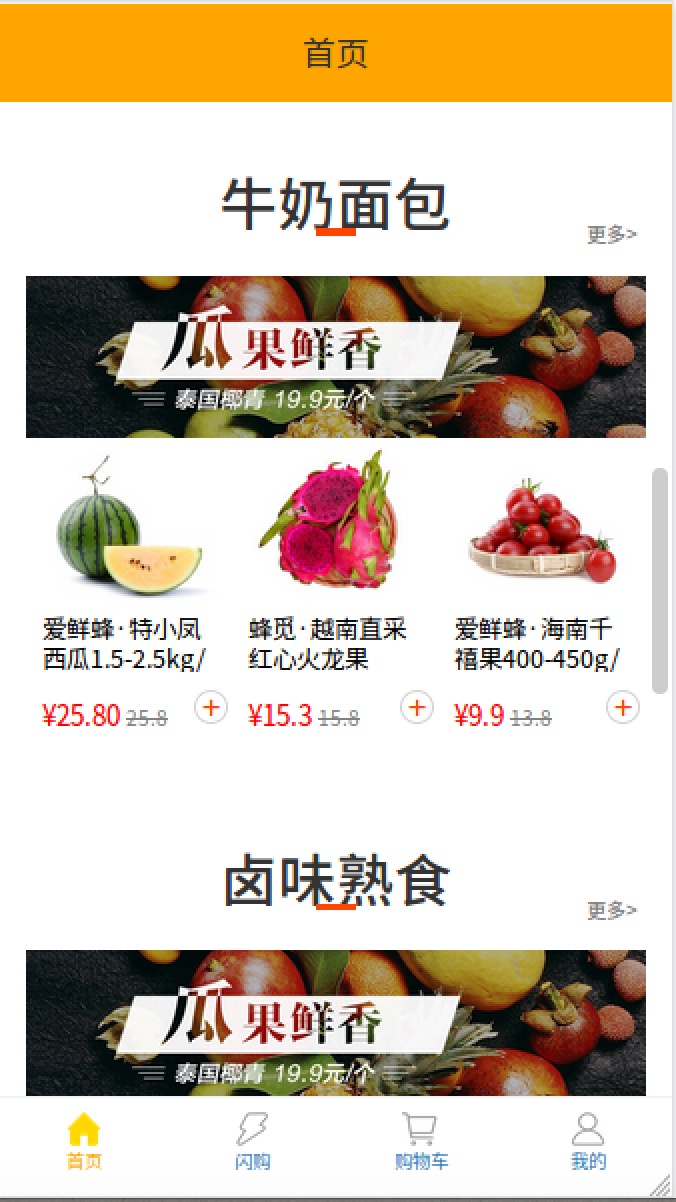 首页
牛奶面包
更多>
瓜果鲜香
泰国椰青 19.9元/个
爱鲜蜂·特小凤
西瓜1.5-2.5kg/
蜂觅·越南直采
红心火龙果
爱鲜蜂·海南千
禧果400-450g/
¥25.80 25.8 +
¥15.3 15.8 +
¥9.9 13.8 +
卤味熟食
更多>
瓜果鲜香
泰国椰青 19.9元/个
首页
闪购
购物车
我的